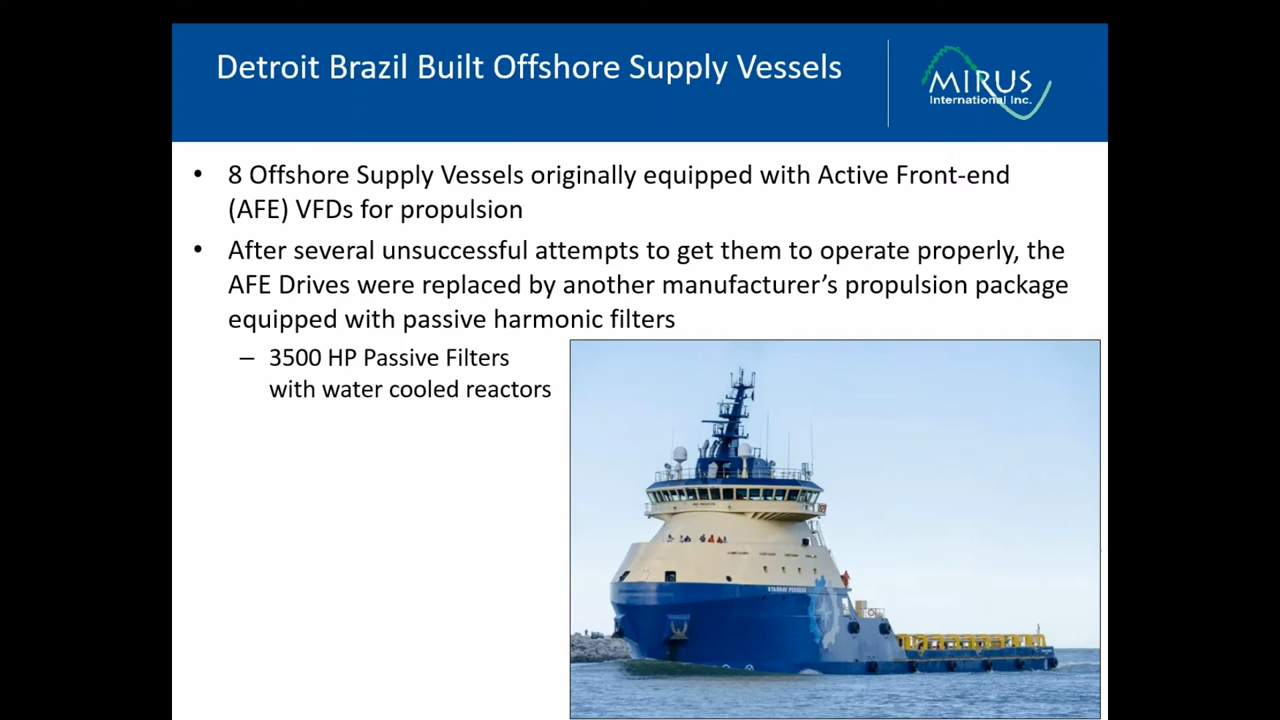 Detroit Brazil Built Offshore Supply Vessels
MIRUS
International Inc.
• 8 Offshore Supply Vessels originally equipped with Active Front-end
(AFE) VFDs for propulsion
• After several unsuccessful attempts to get them to operate properly, the
AFE Drives were replaced by another manufacturer’s propulsion package
equipped with passive harmonic filters
– 3500 HP Passive Filters
with water cooled reactors